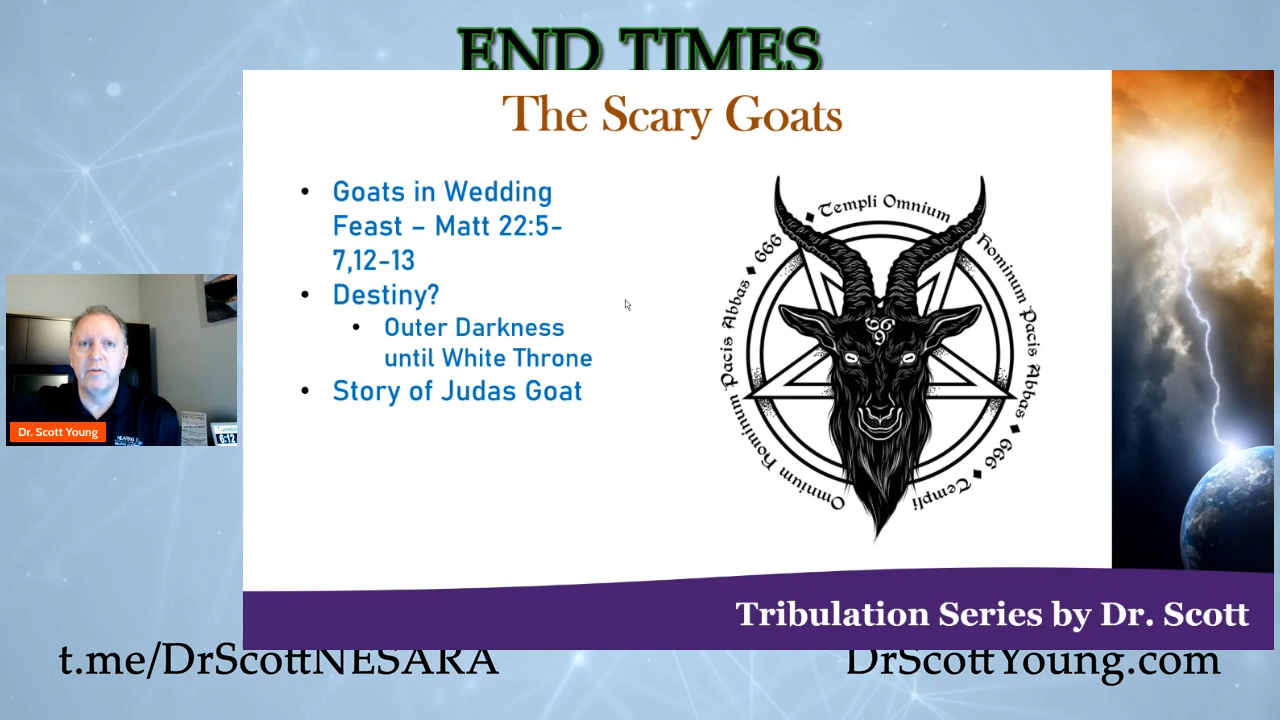 END TIMES
The Scary Goats
• Goats in Wedding
Feast – Matt 22:5-
7,12-13
• Destiny?
• Outer Darkness
until White Throne
• Story of Judas Goat
Templi Omnium Hominum Pacis Abbas ♦ 666 ♦ Templi Omnium Hominum Pacis Abbas ♦ 666 ♦
666
Dr. Scott Young
Tribulation Series by Dr. Scott
t.me/DrScottNESARA
DrScottYoung.com